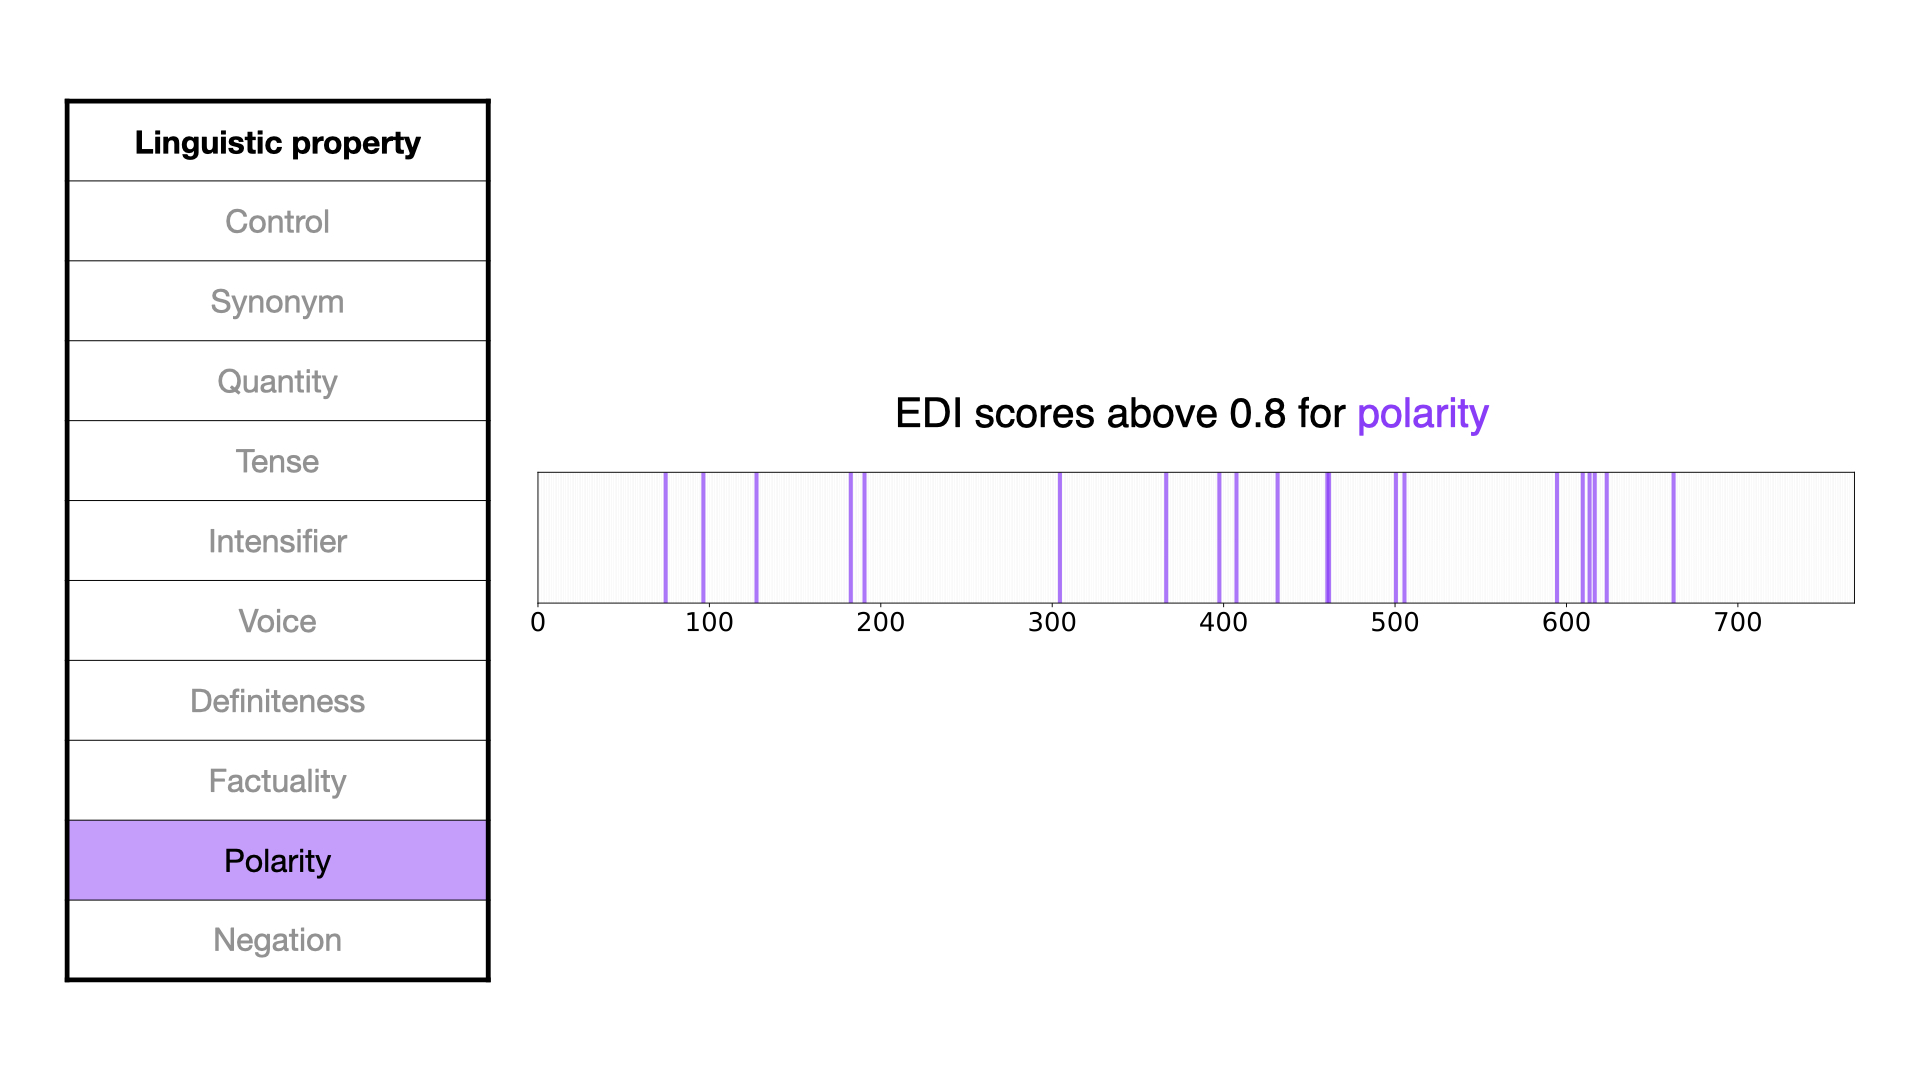 Linguistic property
Control
Synonym
Quantity
Tense
Intensifier
Voice
Definiteness
Factuality
Polarity
Negation
EDI scores above 0.8 for polarity
0 100 200 300 400 500 600 700